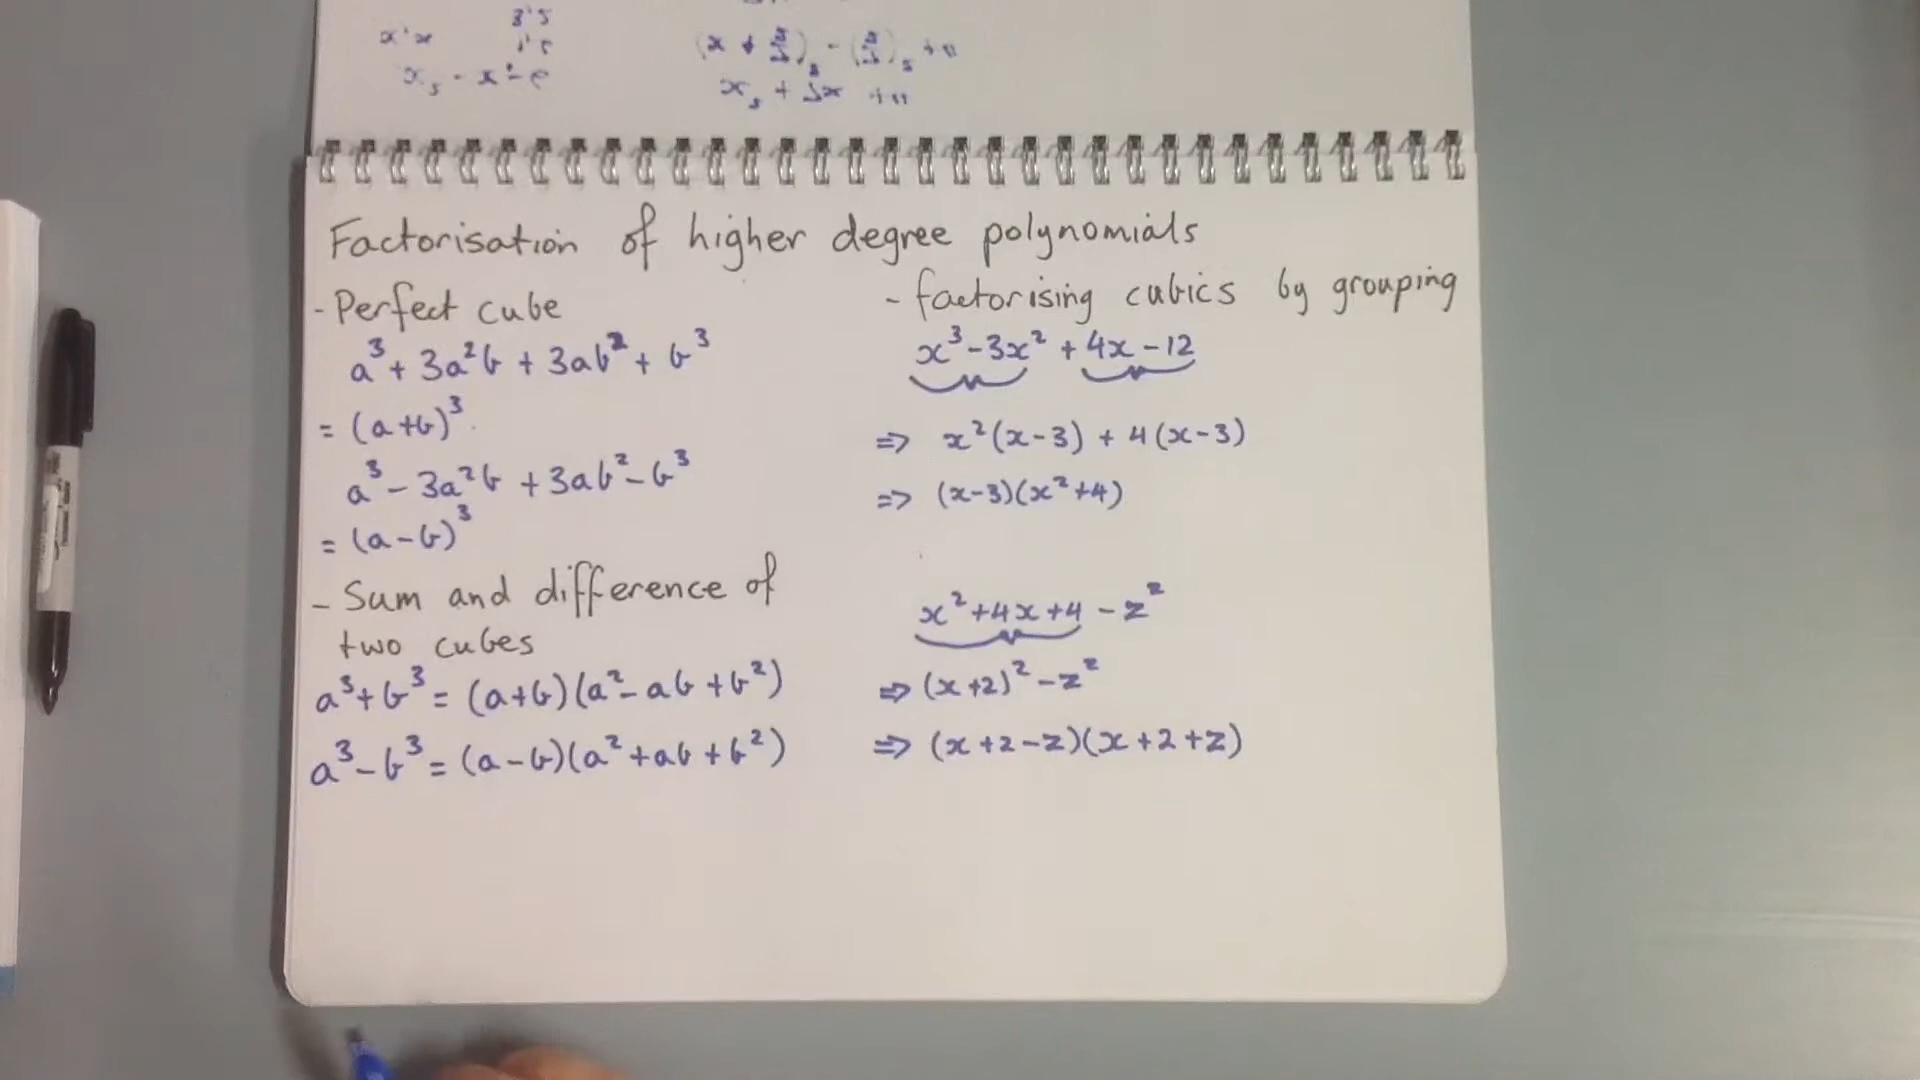 Factorisation of higher degree polynomials
- Perfect cube
a³ + 3a²b + 3ab² + b³
= (a+b)³
a³ - 3a²b + 3ab² - b³
= (a-b)³
- Sum and difference of
two cubes
a³+b³ = (a+b)(a²-ab+b²)
a³-b³ = (a-b)(a²+ab+b²)
- factorising cubics by grouping
x³-3x² + 4x-12
⇒ x²(x-3) + 4(x-3)
⇒ (x-3)(x²+4)
x²+4x+4 - z²
⇒ (x+2)² - z²
⇒ (x+2-z)(x+2+z)